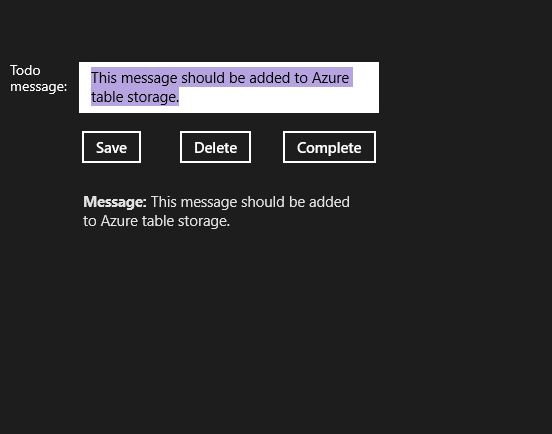 Todo
message:
This message should be added to Azure
table storage.
Save Delete Complete
Message: This message should be added
to Azure table storage.